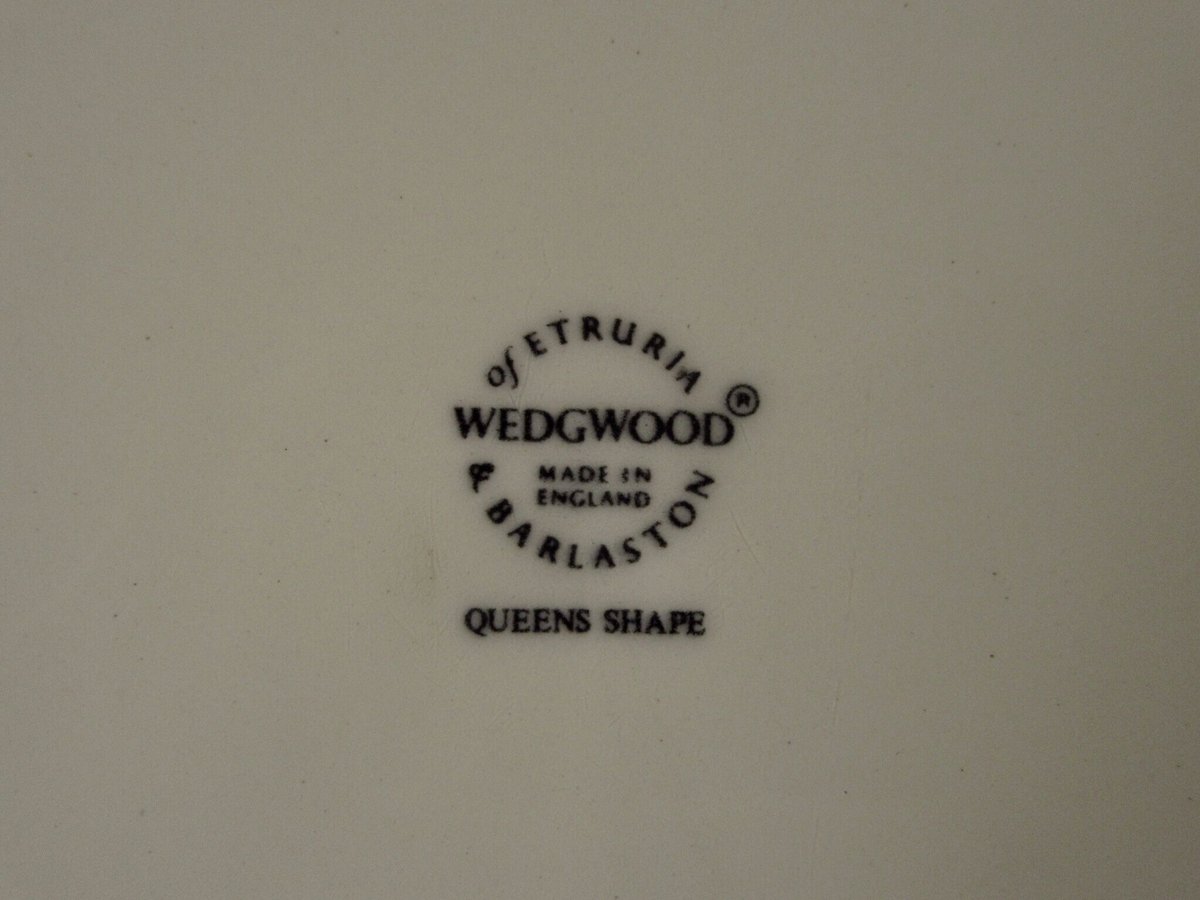 of ETRURIA
WEDGWOOD®
MADE IN
ENGLAND
& BARLASTON
QUEENS SHAPE